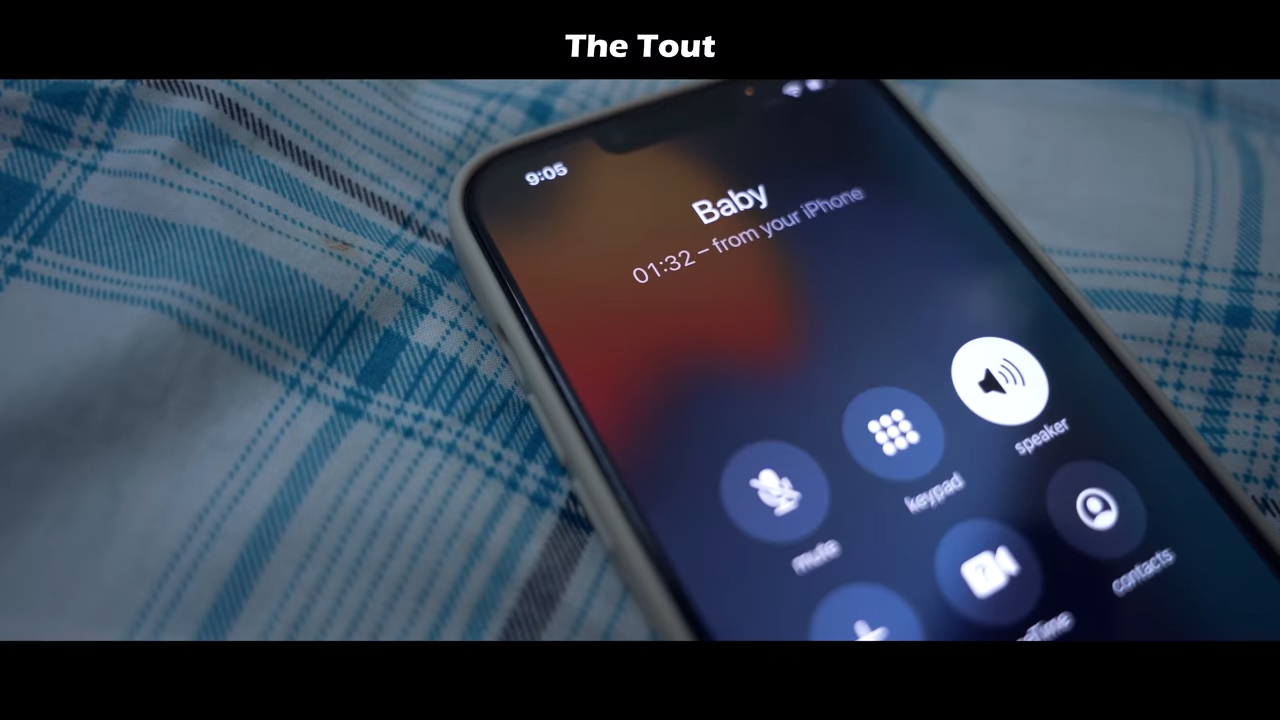 The Tout
9:05
Baby
01:32 – from your iPhone
speaker
keypad
mute
contacts